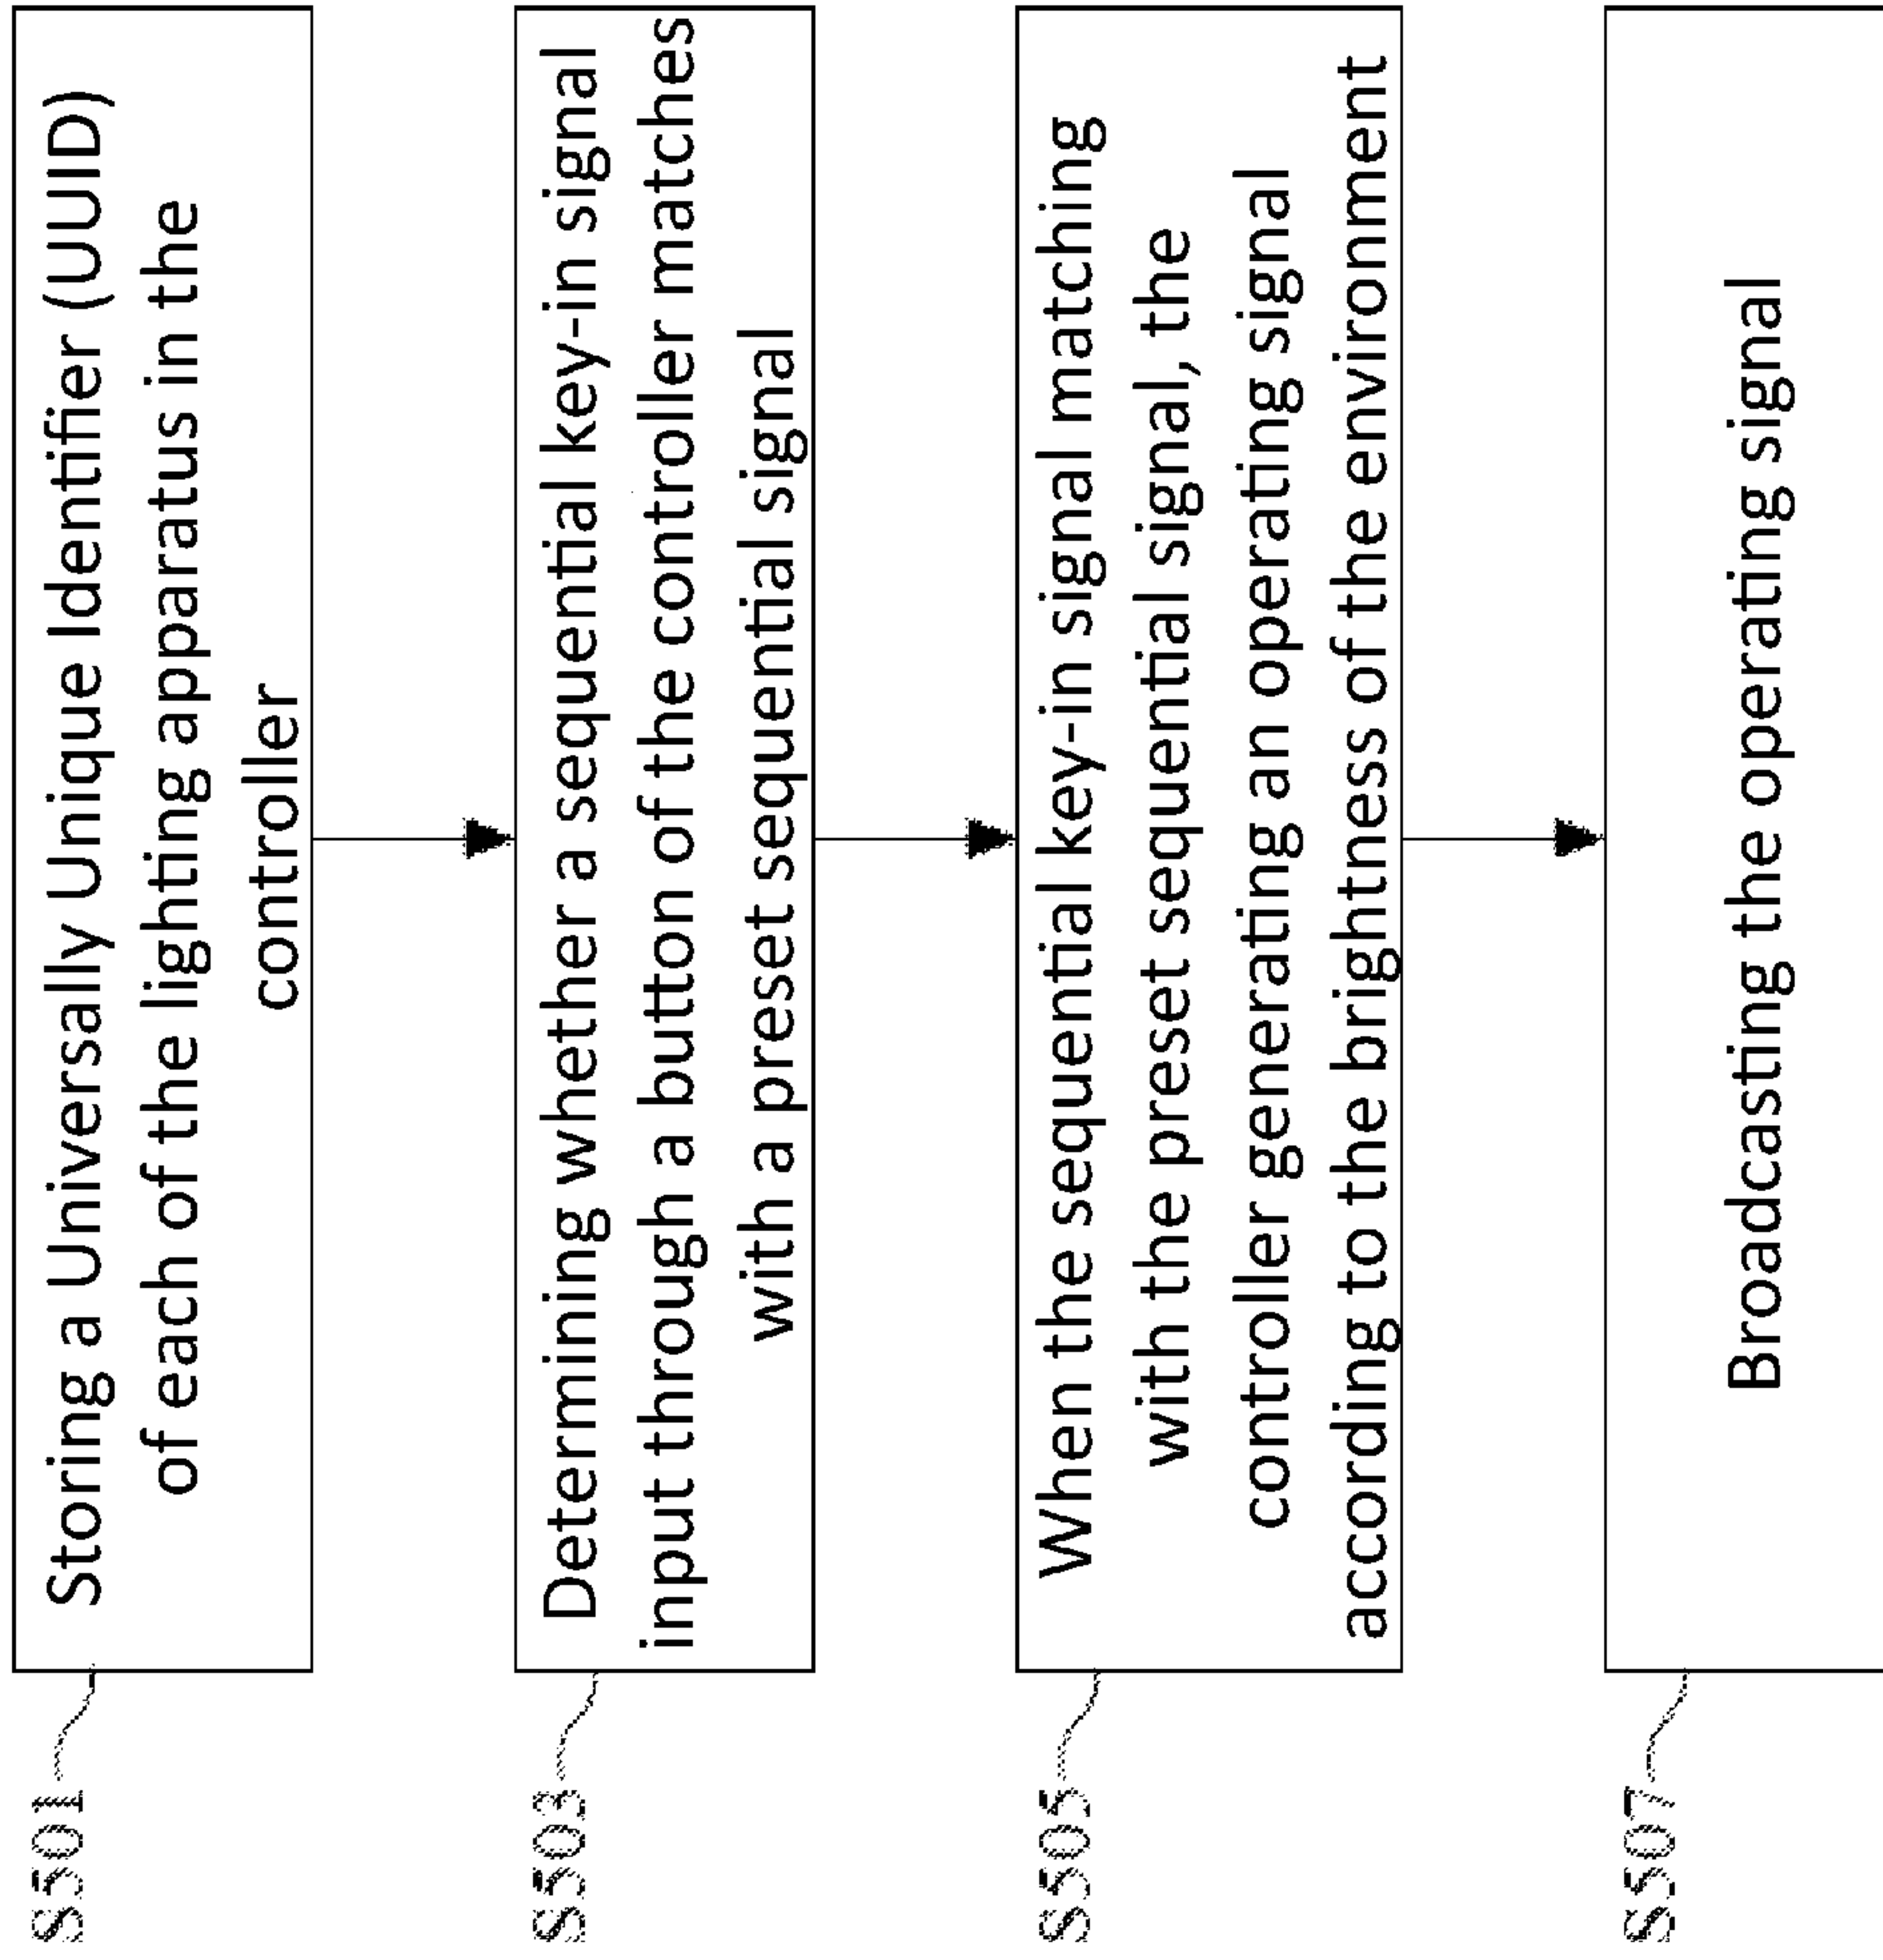 S501
Storing a Universally Unique Identifier (UUID)
of each of the lighting apparatus in the
controller
S503
Determining whether a sequential key-in signal
input through a button of the controller matches
with a preset sequential signal
S505
When the sequential key-in signal matching
with the preset sequential signal, the
controller generating an operating signal
according to the brightness of the environment
S507
Broadcasting the operating signal